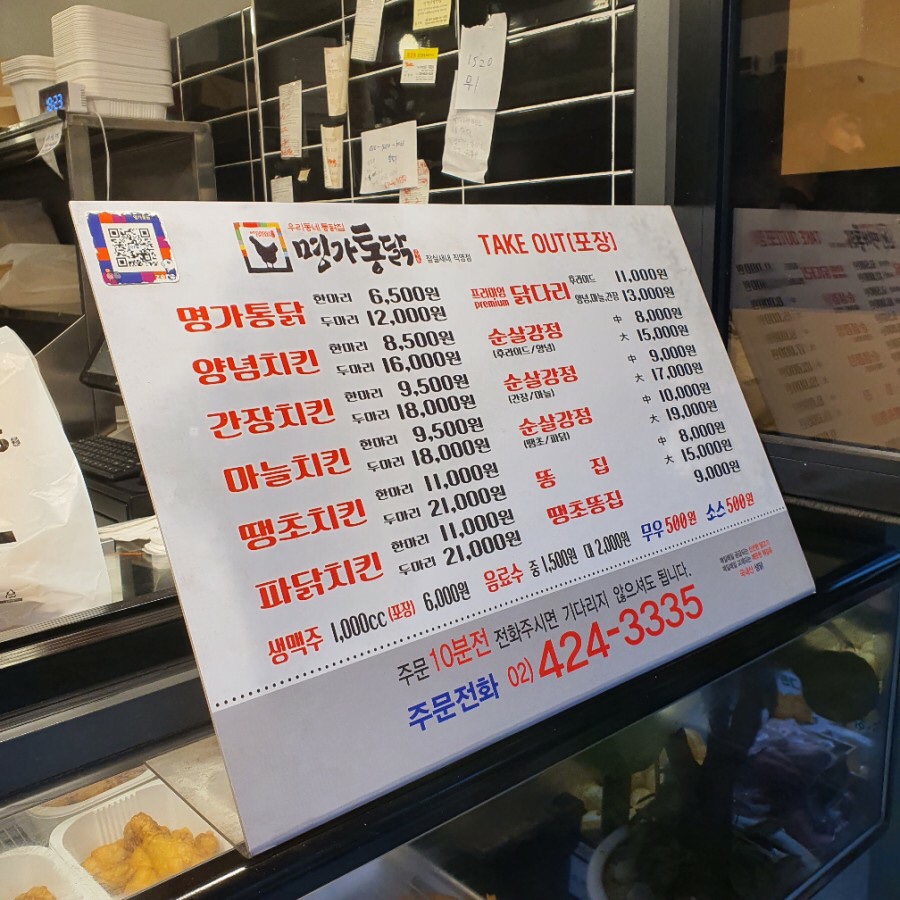 우리동네통닭집
명가통닭 잠실새내 직영점
TAKE OUT(포장)
명가통닭 한마리 6,500원
두마리 12,000원
양념치킨 한마리 8,500원
두마리 16,000원
간장치킨 한마리 9,500원
두마리 18,000원
마늘치킨 한마리 9,500원
두마리 18,000원
땡초치킨 한마리 11,000원
두마리 21,000원
파닭치킨 한마리 11,000원
두마리 21,000원
프리미엄 premium 닭다리 후라이드 11,000원
양념,마늘,간장 13,000원
순살강정 (후라이드/양념) 中 8,000원
大 15,000원
순살강정 (간장/마늘) 中 9,000원
大 17,000원
순살강정 (땡초/파닭) 中 10,000원
大 19,000원
똥 집 中 8,000원
大 15,000원
땡초똥집 9,000원
생맥주 1,000cc(포장) 6,000원 음료수 중 1,500원 대 2,000원 무우 500원 소스 500원
주문 10분전 전화주시면 기다리지 않으셔도 됩니다.
주문전화 02) 424-3335
국내산 생닭
1520